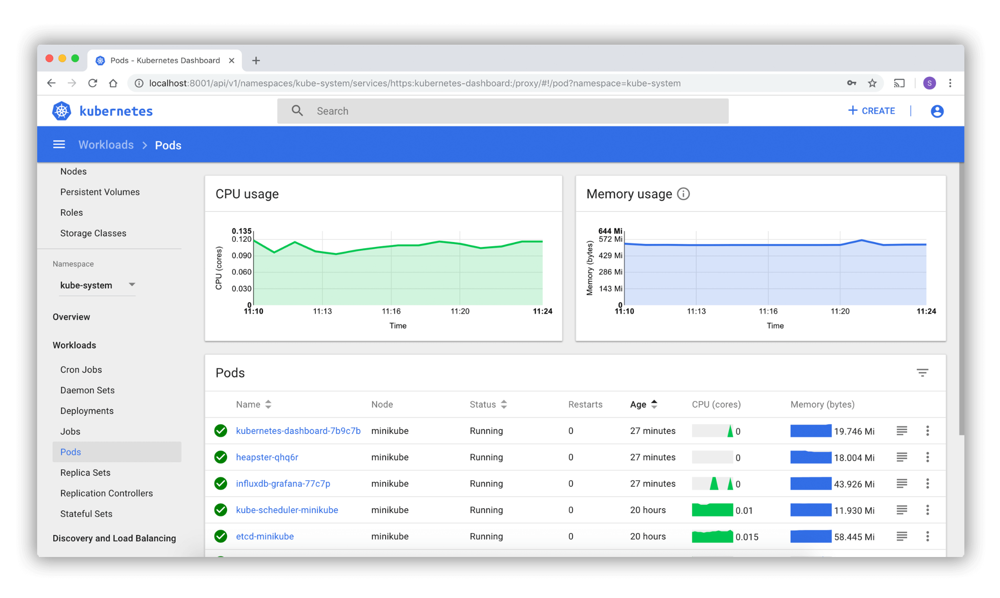 Pods - Kubernetes Dashboard
localhost:8001/api/v1/namespaces/kube-system/services/https:kubernetes-dashboard:/proxy/#!/pod?namespace=kube-system
S
kubernetes
Search
CREATE
Workloads
Pods
Nodes
Persistent Volumes
Roles
Storage Classes
Namespace
kube-system
Overview
Workloads
Cron Jobs
Daemon Sets
Deployments
Jobs
Pods
Replica Sets
Replication Controllers
Stateful Sets
Discovery and Load Balancing
CPU usage
CPU (cores)
0.135
0.120
0.090
0.060
0.030
0
11:10 11:13 11:16 11:20 11:24
Time
Memory usage
Memory (bytes)
644 Mi
572 Mi
429 Mi
286 Mi
143 Mi
0
11:10 11:13 11:16 11:20 11:24
Time
Pods
Name Node Status Restarts Age CPU (cores) Memory (bytes)
kubernetes-dashboard-7b9c7b minikube Running 0 27 minutes 0 19.746 Mi
heapster-qhq6r minikube Running 0 27 minutes 0 18.004 Mi
influxdb-grafana-77c7p minikube Running 0 27 minutes 0 43.926 Mi
kube-scheduler-minikube minikube Running 0 20 hours 0.01 11.930 Mi
etcd-minikube minikube Running 0 20 hours 0.015 58.445 Mi